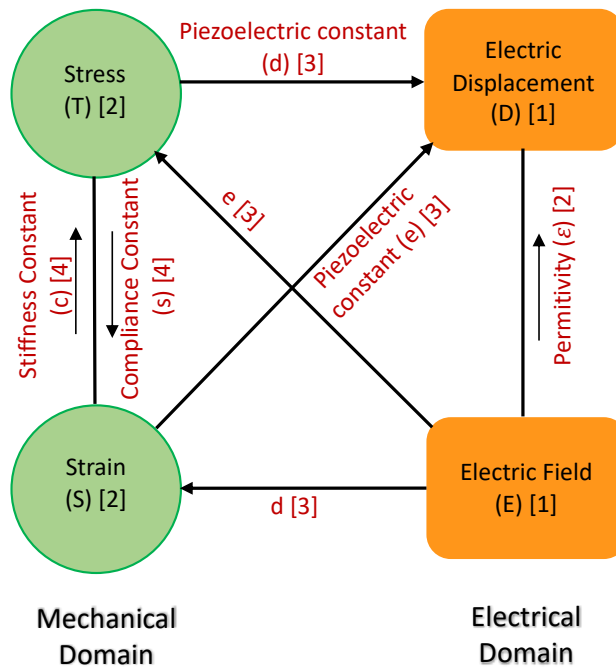 Piezoelectric constant
(d) [3]
Stress
(T) [2]
Electric
Displacement
(D) [1]
e [3]
Piezoelectric
constant (e) [3]
Stiffness Constant
(c) [4]
Compliance Constant
(s) [4]
Permitivity (ε) [2]
Strain
(S) [2]
d [3]
Electric Field
(E) [1]
Mechanical
Domain
Electrical
Domain